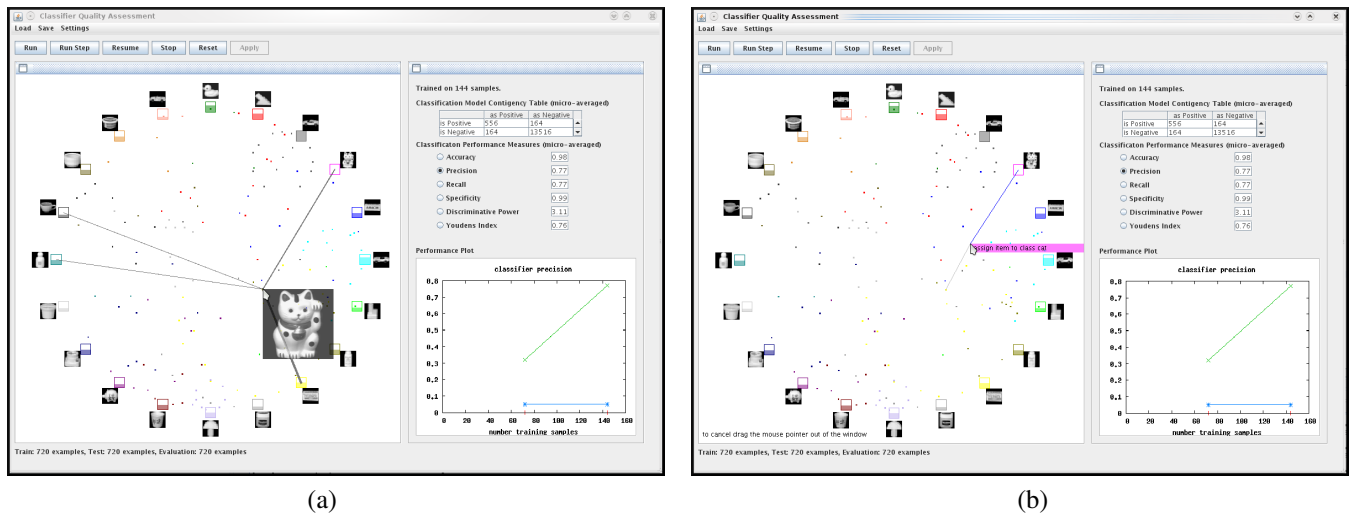 Classifier Quality Assessment
Load Save Settings
Run Run Step Resume Stop Reset Apply
Trained on 144 samples.
Classification Model Contigency Table (micro-averaged)
as Positive as Negative
is Positive 556 164
is Negative 164 13516
Classificaton Performance Measures (micro-averaged)
Accuracy 0.98
Precision 0.77
Recall 0.77
Specificity 0.99
Discriminative Power 3.11
Youdens Index 0.76
Performance Plot
classifier precision
0.8
0.7
0.6
0.5
0.4
0.3
0.2
0.1
0
0 20 40 60 80 100 120 140 160
number training samples
Train: 720 examples, Test: 720 examples, Evaluation: 720 examples
(a)
Classifier Quality Assessment
Load Save Settings
Run Run Step Resume Stop Reset Apply
Trained on 144 samples.
Classification Model Contigency Table (micro-averaged)
as Positive as Negative
is Positive 556 164
is Negative 164 13516
Classificaton Performance Measures (micro-averaged)
Accuracy 0.98
Precision 0.77
Recall 0.77
Specificity 0.99
Discriminative Power 3.11
Youdens Index 0.76
assign item to class cat
Performance Plot
classifier precision
0.8
0.7
0.6
0.5
0.4
0.3
0.2
0.1
0
0 20 40 60 80 100 120 140 160
number training samples
to cancel drag the mouse pointer out of the window
Train: 720 examples, Test: 720 examples, Evaluation: 720 examples
(b)